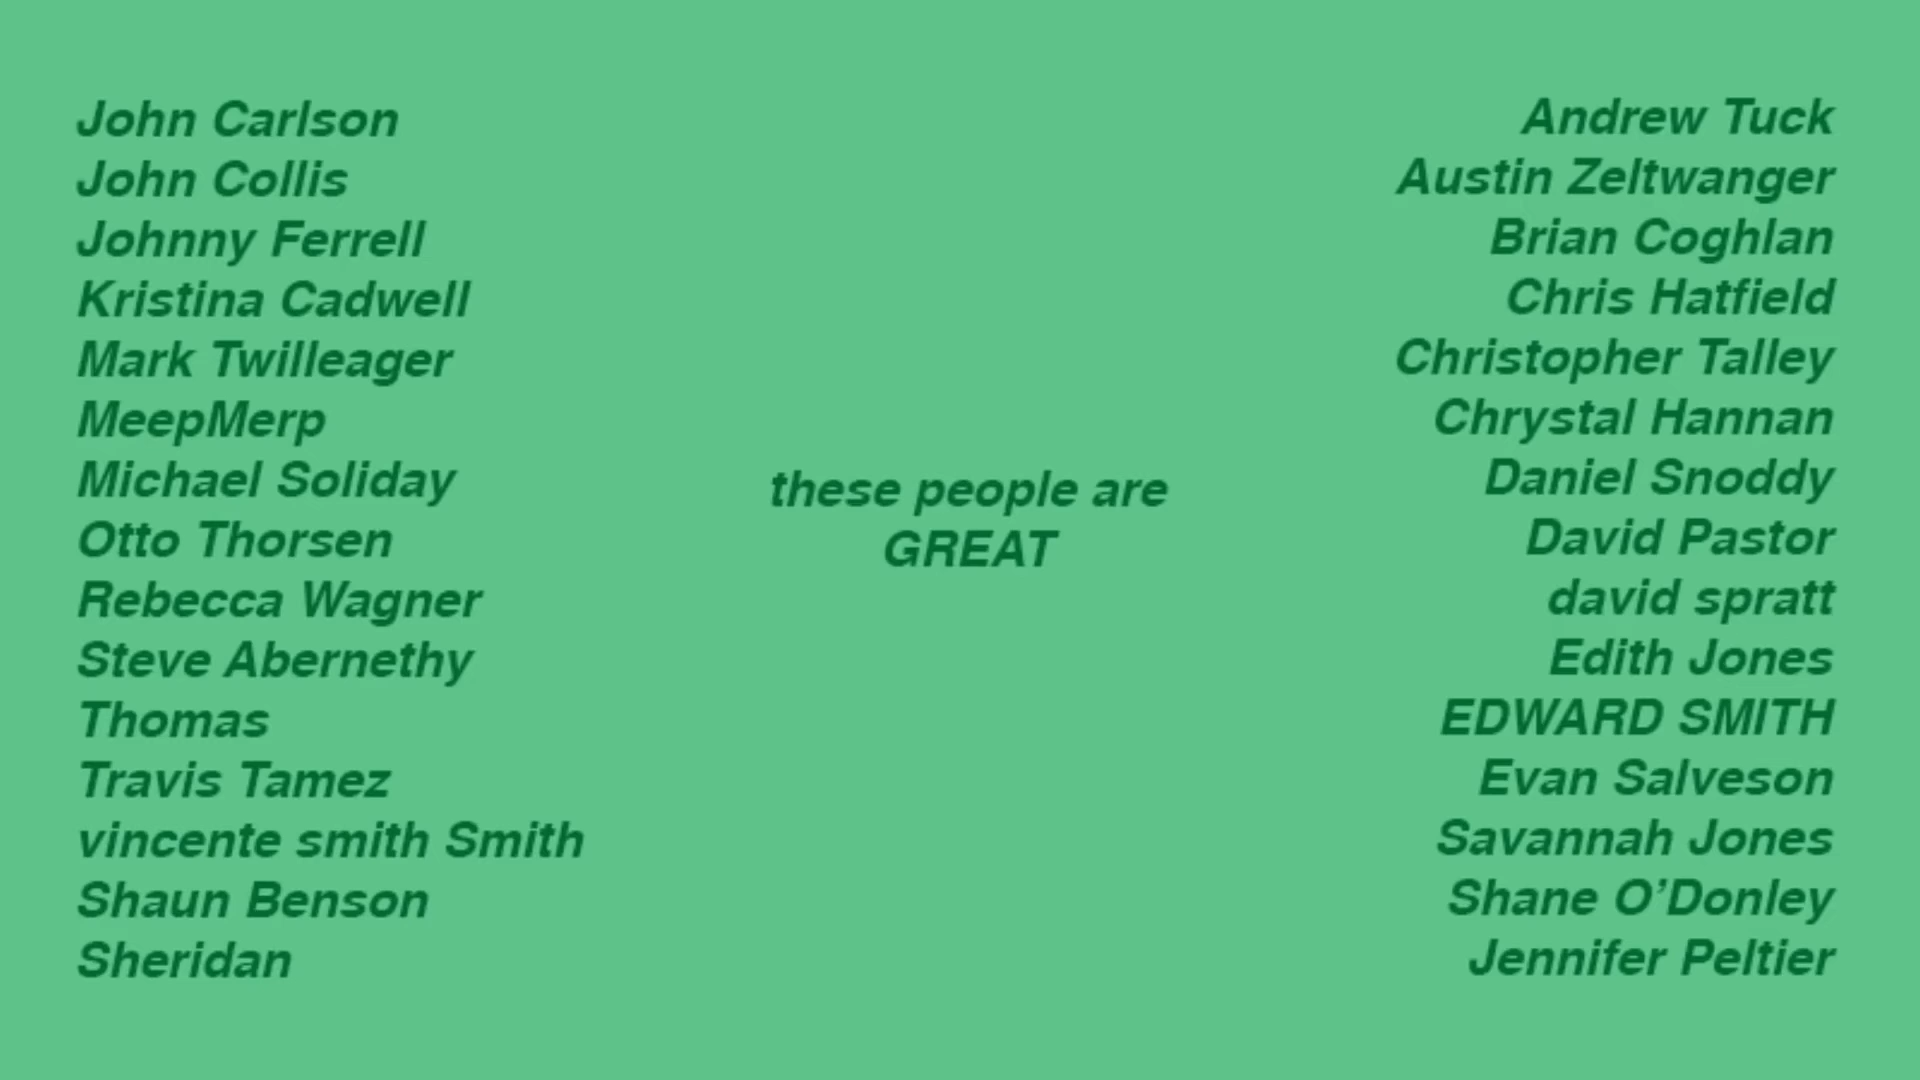 John Carlson
John Collis
Johnny Ferrell
Kristina Cadwell
Mark Twilleager
MeepMerp
Michael Soliday
Otto Thorsen
Rebecca Wagner
Steve Abernethy
Thomas
Travis Tamez
vincente smith Smith
Shaun Benson
Sheridan
these people are
GREAT
Andrew Tuck
Austin Zeltwanger
Brian Coghlan
Chris Hatfield
Christopher Talley
Chrystal Hannan
Daniel Snoddy
David Pastor
david spratt
Edith Jones
EDWARD SMITH
Evan Salveson
Savannah Jones
Shane O’Donley
Jennifer Peltier